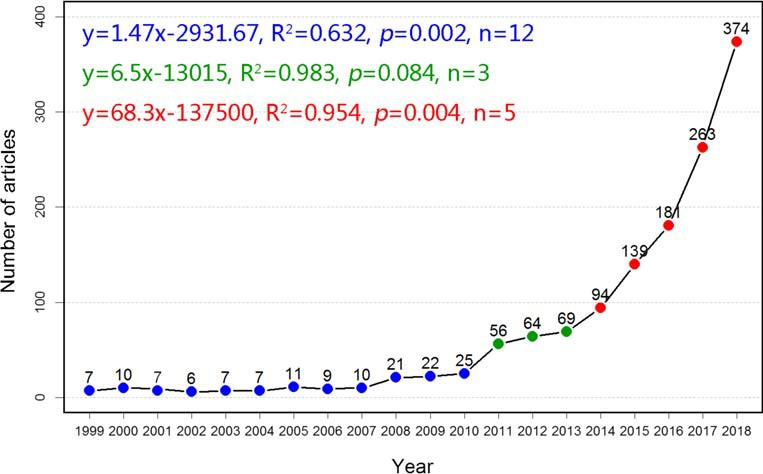 y=1.47x-2931.67, R²=0.632, p=0.002, n=12
y=6.5x-13015, R²=0.983, p=0.084, n=3
y=68.3x-137500, R²=0.954, p=0.004, n=5
Number of articles
400
300
200
100
0
7 10 7 6 7 7 11 9 10 21 22 25 56 64 69 94 139 181 263 374
1999 2000 2001 2002 2003 2004 2005 2006 2007 2008 2009 2010 2011 2012 2013 2014 2015 2016 2017 2018
Year